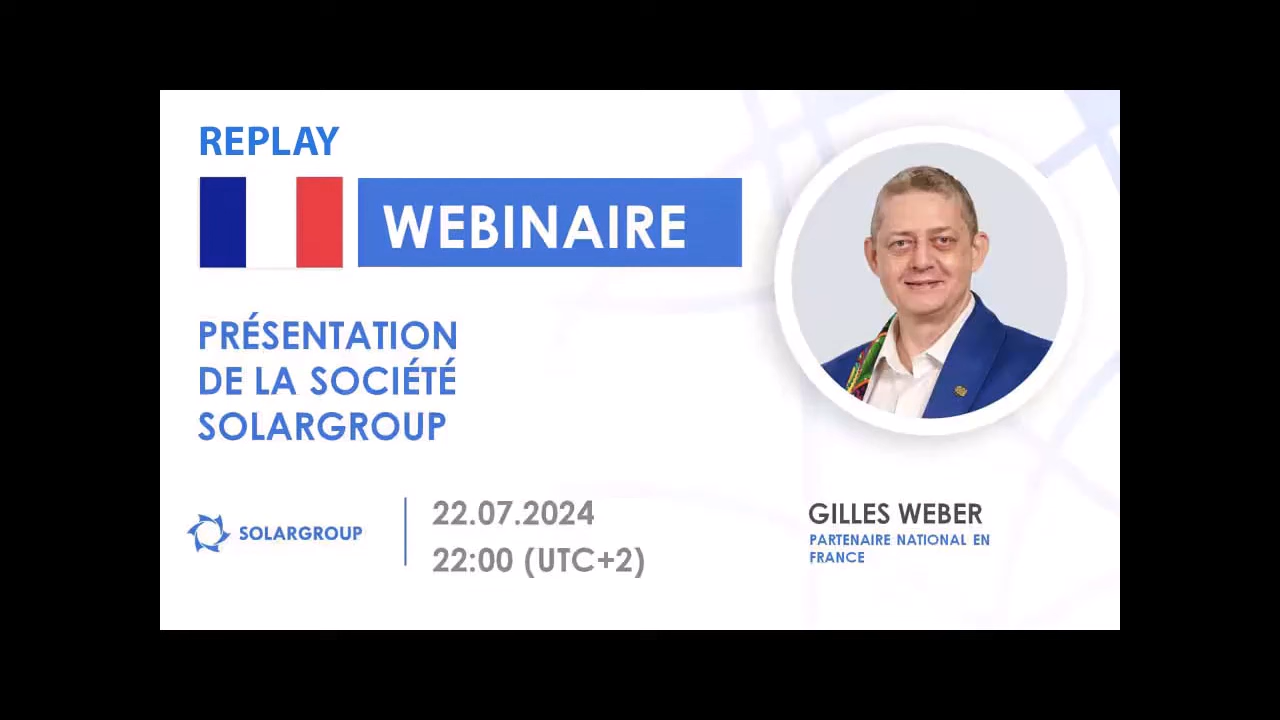 REPLAY
WEBINAIRE
PRÉSENTATION
DE LA SOCIÉTÉ
SOLARGROUP
SOLARGROUP
22.07.2024
22:00 (UTC+2)
GILLES WEBER
PARTENAIRE NATIONAL EN
FRANCE